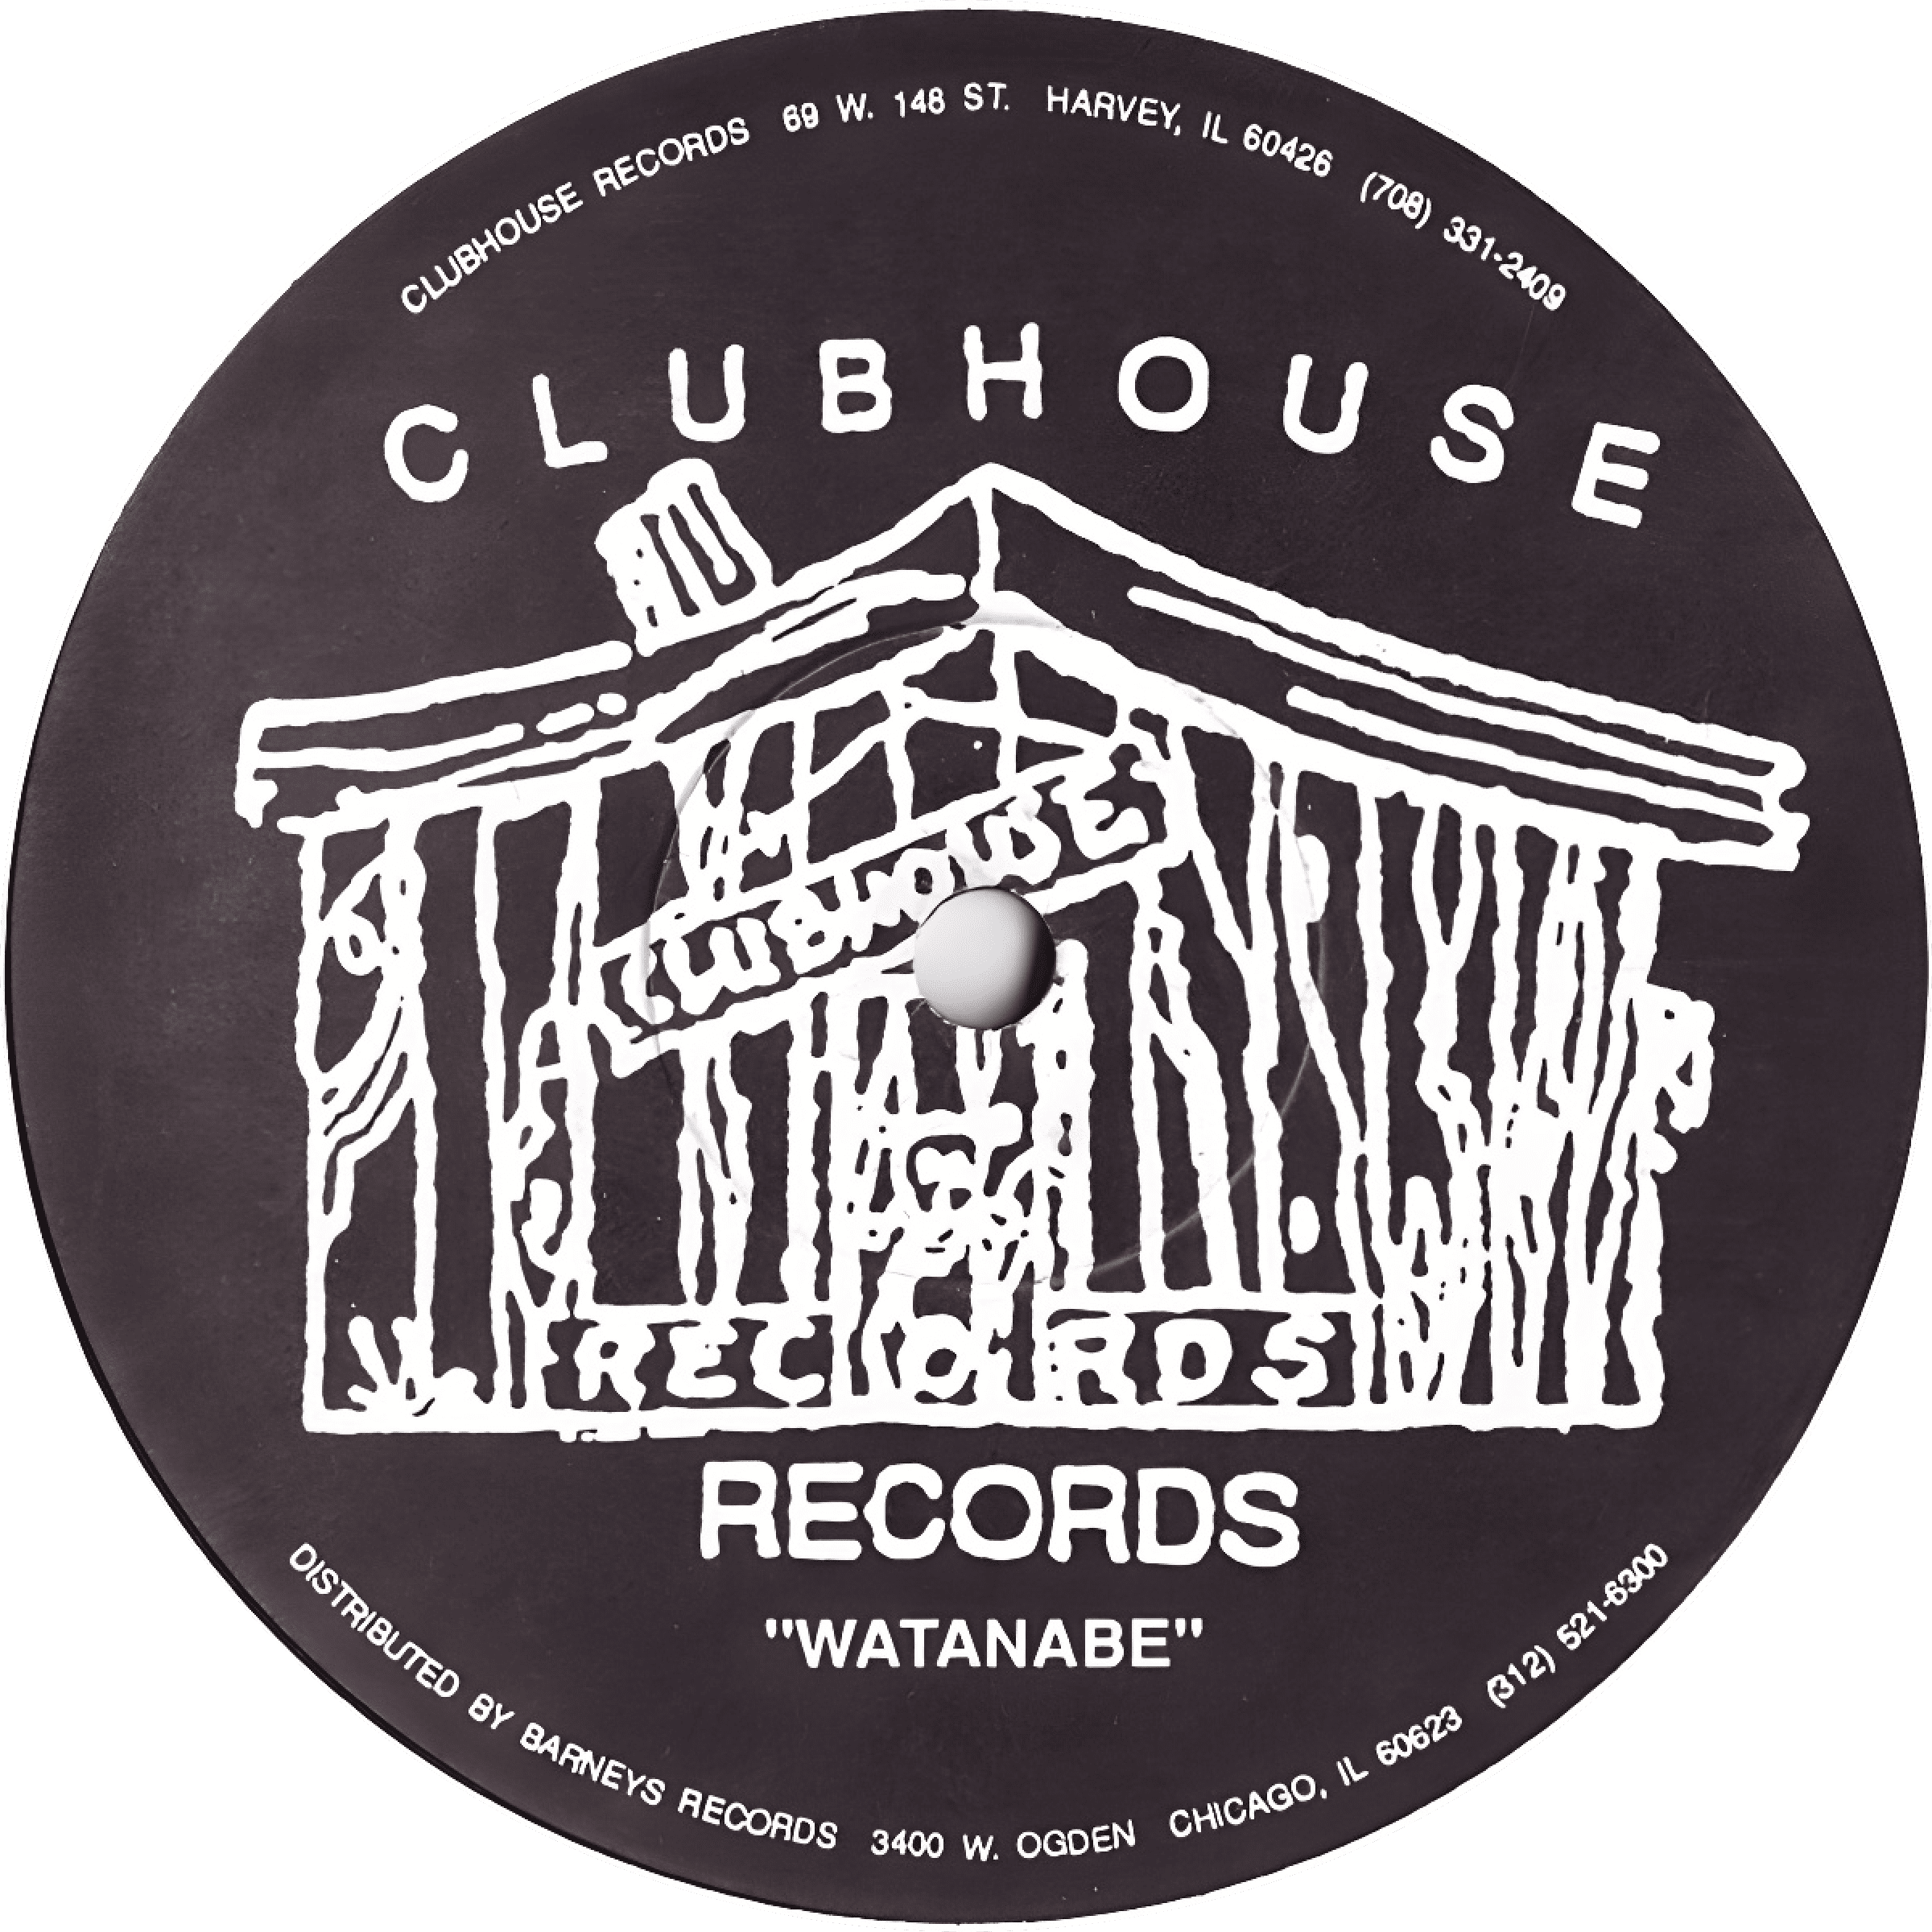 CLUBHOUSE RECORDS 69 W. 148 ST. HARVEY, IL 60426 (708) 331-2409
CLUBHOUSE
CLUBHOUSE
RECORDS
RECORDS
"WATANABE"
DISTRIBUTED BY BARNEYS RECORDS 3400 W. OGDEN CHICAGO, IL 60623 (312) 521-6300